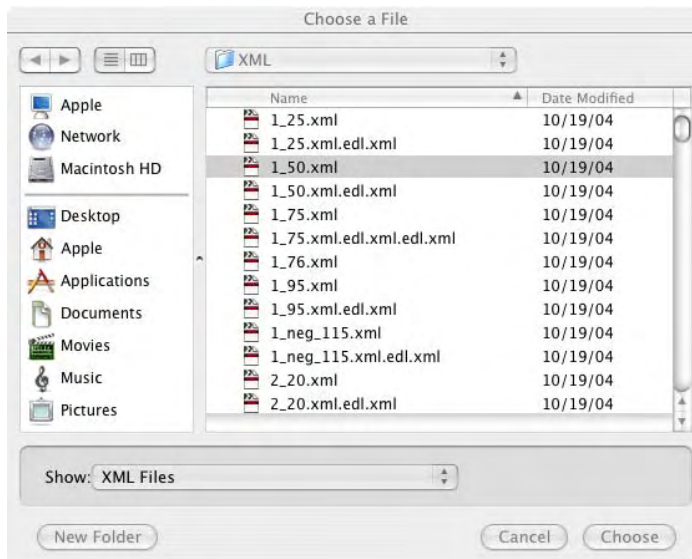 Choose a File
XML
Apple
Network
Macintosh HD
Desktop
Apple
Applications
Documents
Movies
Music
Pictures
Name Date Modified
1_25.xml 10/19/04
1_25.xml.edl.xml 10/19/04
1_50.xml 10/19/04
1_50.xml.edl.xml 10/19/04
1_75.xml 10/19/04
1_75.xml.edl.xml.edl.xml 10/19/04
1_76.xml 10/19/04
1_95.xml 10/19/04
1_95.xml.edl.xml 10/19/04
1_neg_115.xml 10/19/04
1_neg_115.xml.edl.xml 10/19/04
2_20.xml 10/19/04
2_20.xml.edl.xml 10/19/04
Show: XML Files
New Folder Cancel Choose